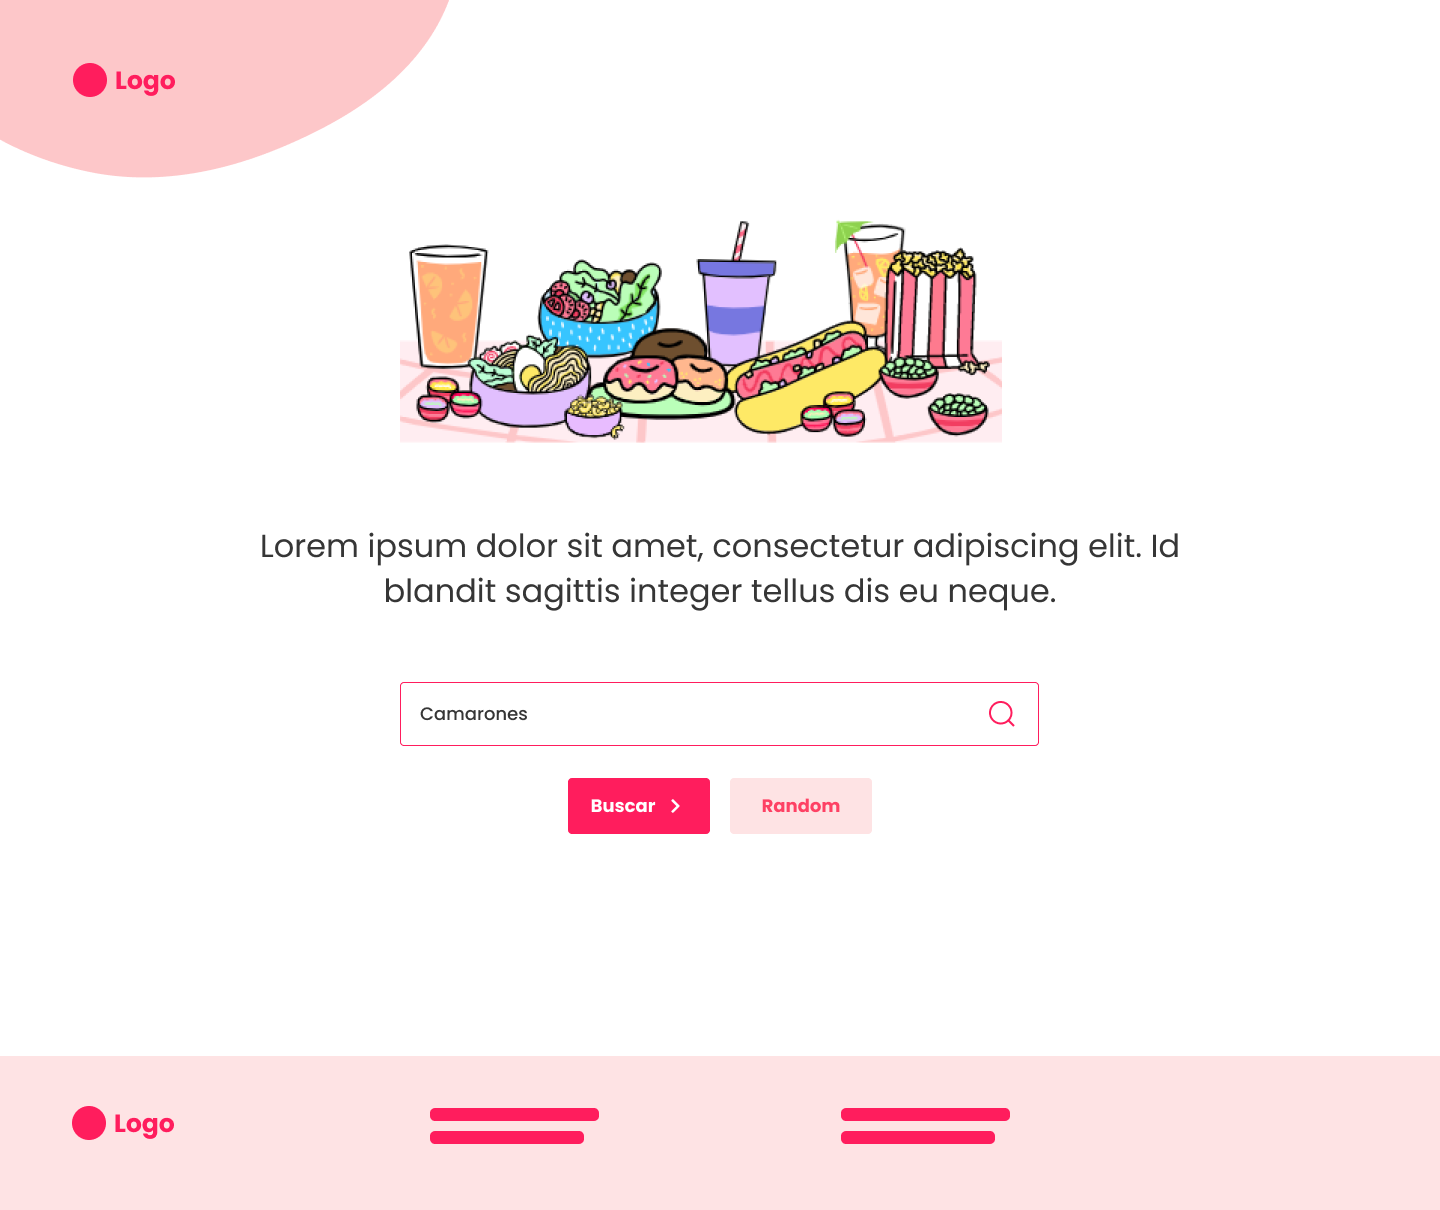 Logo
Lorem ipsum dolor sit amet, consectetur adipiscing elit. Id
blandit sagittis integer tellus dis eu neque.
Camarones
Buscar
Random
Logo